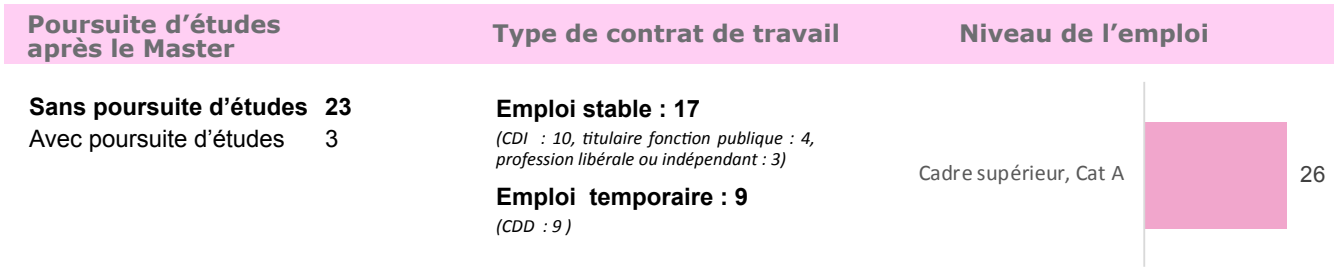 Poursuite d'études
après le Master
Type de contrat de travail
Niveau de l'emploi
Sans poursuite d'études 23
Avec poursuite d'études 3
Emploi stable : 17
(CDI : 10, titulaire fonction publique : 4,
profession libérale ou indépendant : 3)
Emploi temporaire : 9
(CDD : 9 )
Cadre supérieur, Cat A 26